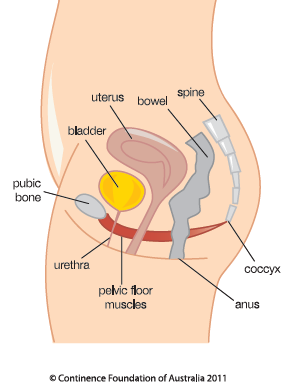 spine
uterus
bowel
bladder
pubic
bone
urethra
pelvic floor
muscles
coccyx
anus
© Continence Foundation of Australia 2011